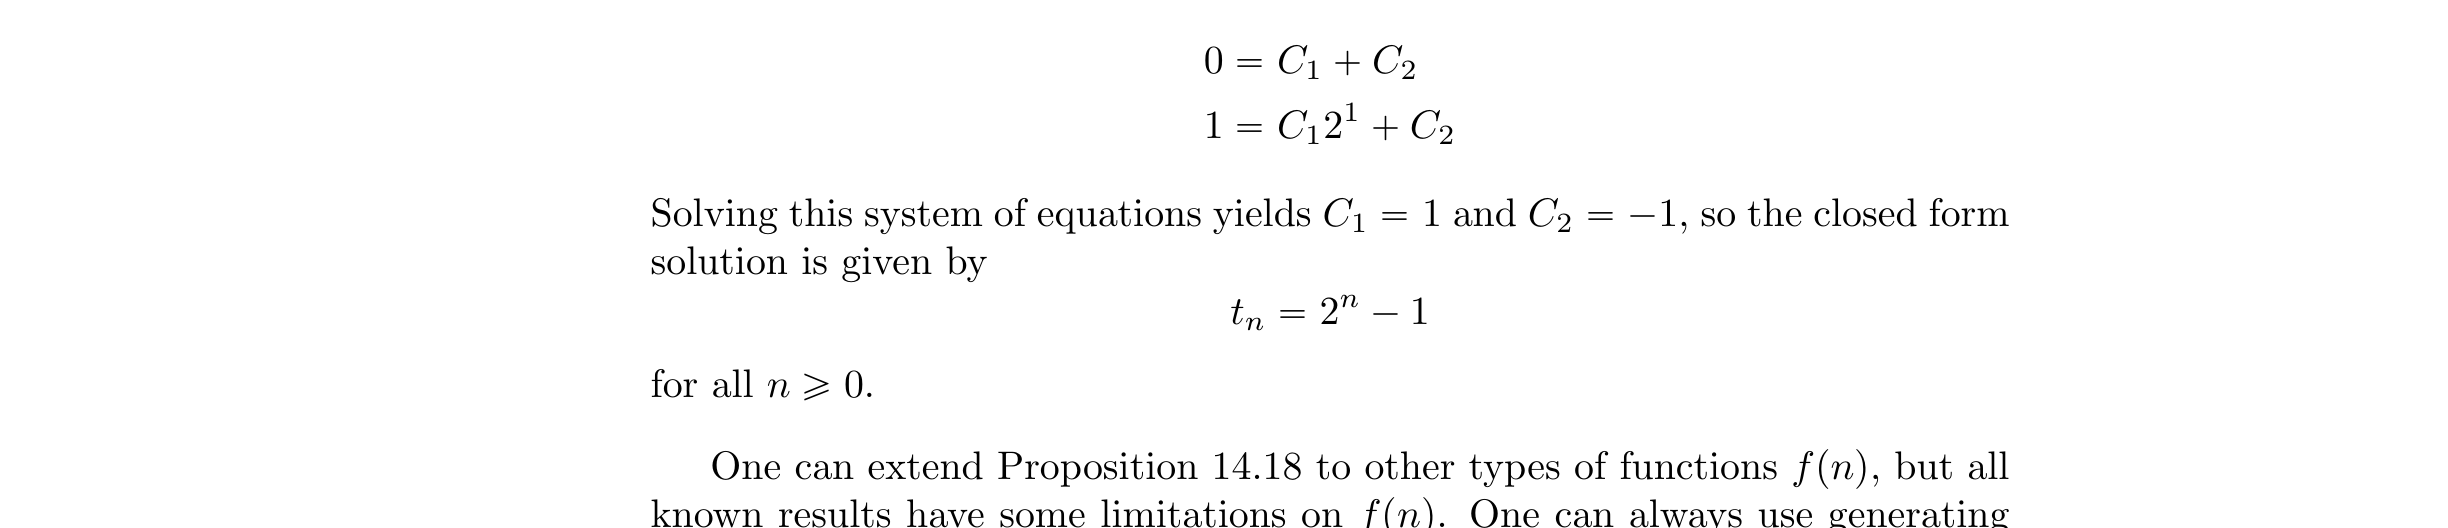 0 = C₁ + C₂
1 = C₁2¹ + C₂
Solving this system of equations yields C₁ = 1 and C₂ = −1, so the closed form
solution is given by
tₙ = 2ⁿ − 1
for all n ⩾ 0.
One can extend Proposition 14.18 to other types of functions f(n), but all
known results have some limitations on f(n). One can always use generating